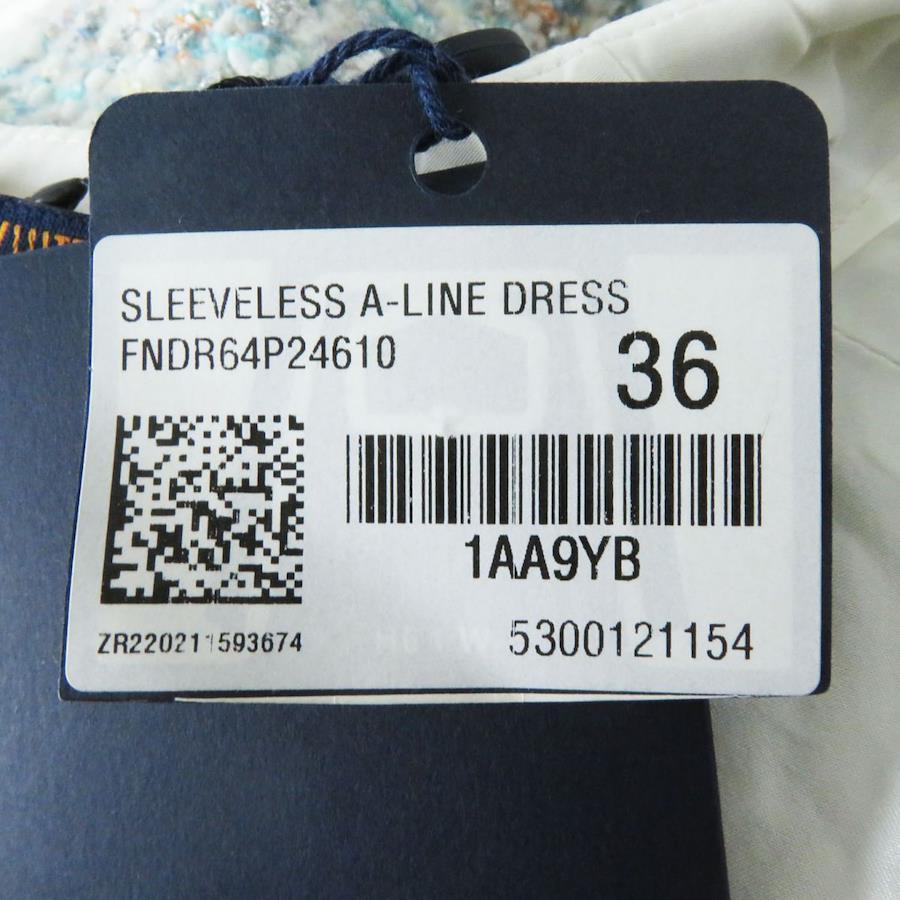 SLEEVELESS A-LINE DRESS
FNDR64P24610
36
1AA9YB
ZR220211593674
5300121154